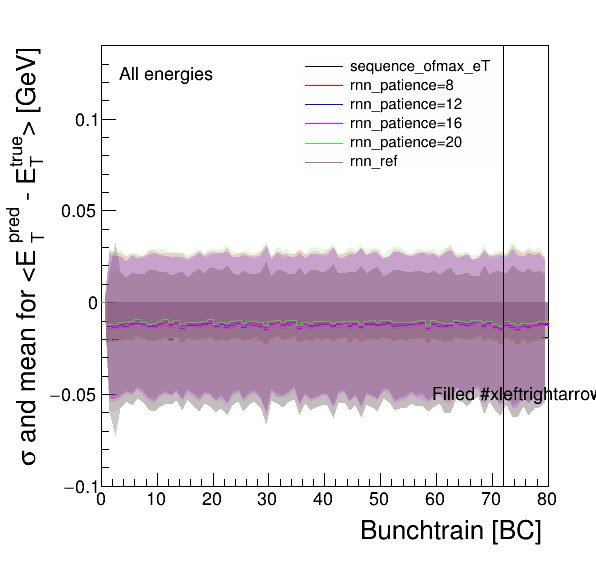 σ and mean for <E_T^pred - E_T^true> [GeV]
All energies
sequence_ofmax_eT
rnn_patience=8
rnn_patience=12
rnn_patience=16
rnn_patience=20
rnn_ref
0.1
0.05
0
−0.05
−0.1
Filled #xleftrightarrow
0 10 20 30 40 50 60 70 80
Bunchtrain [BC]